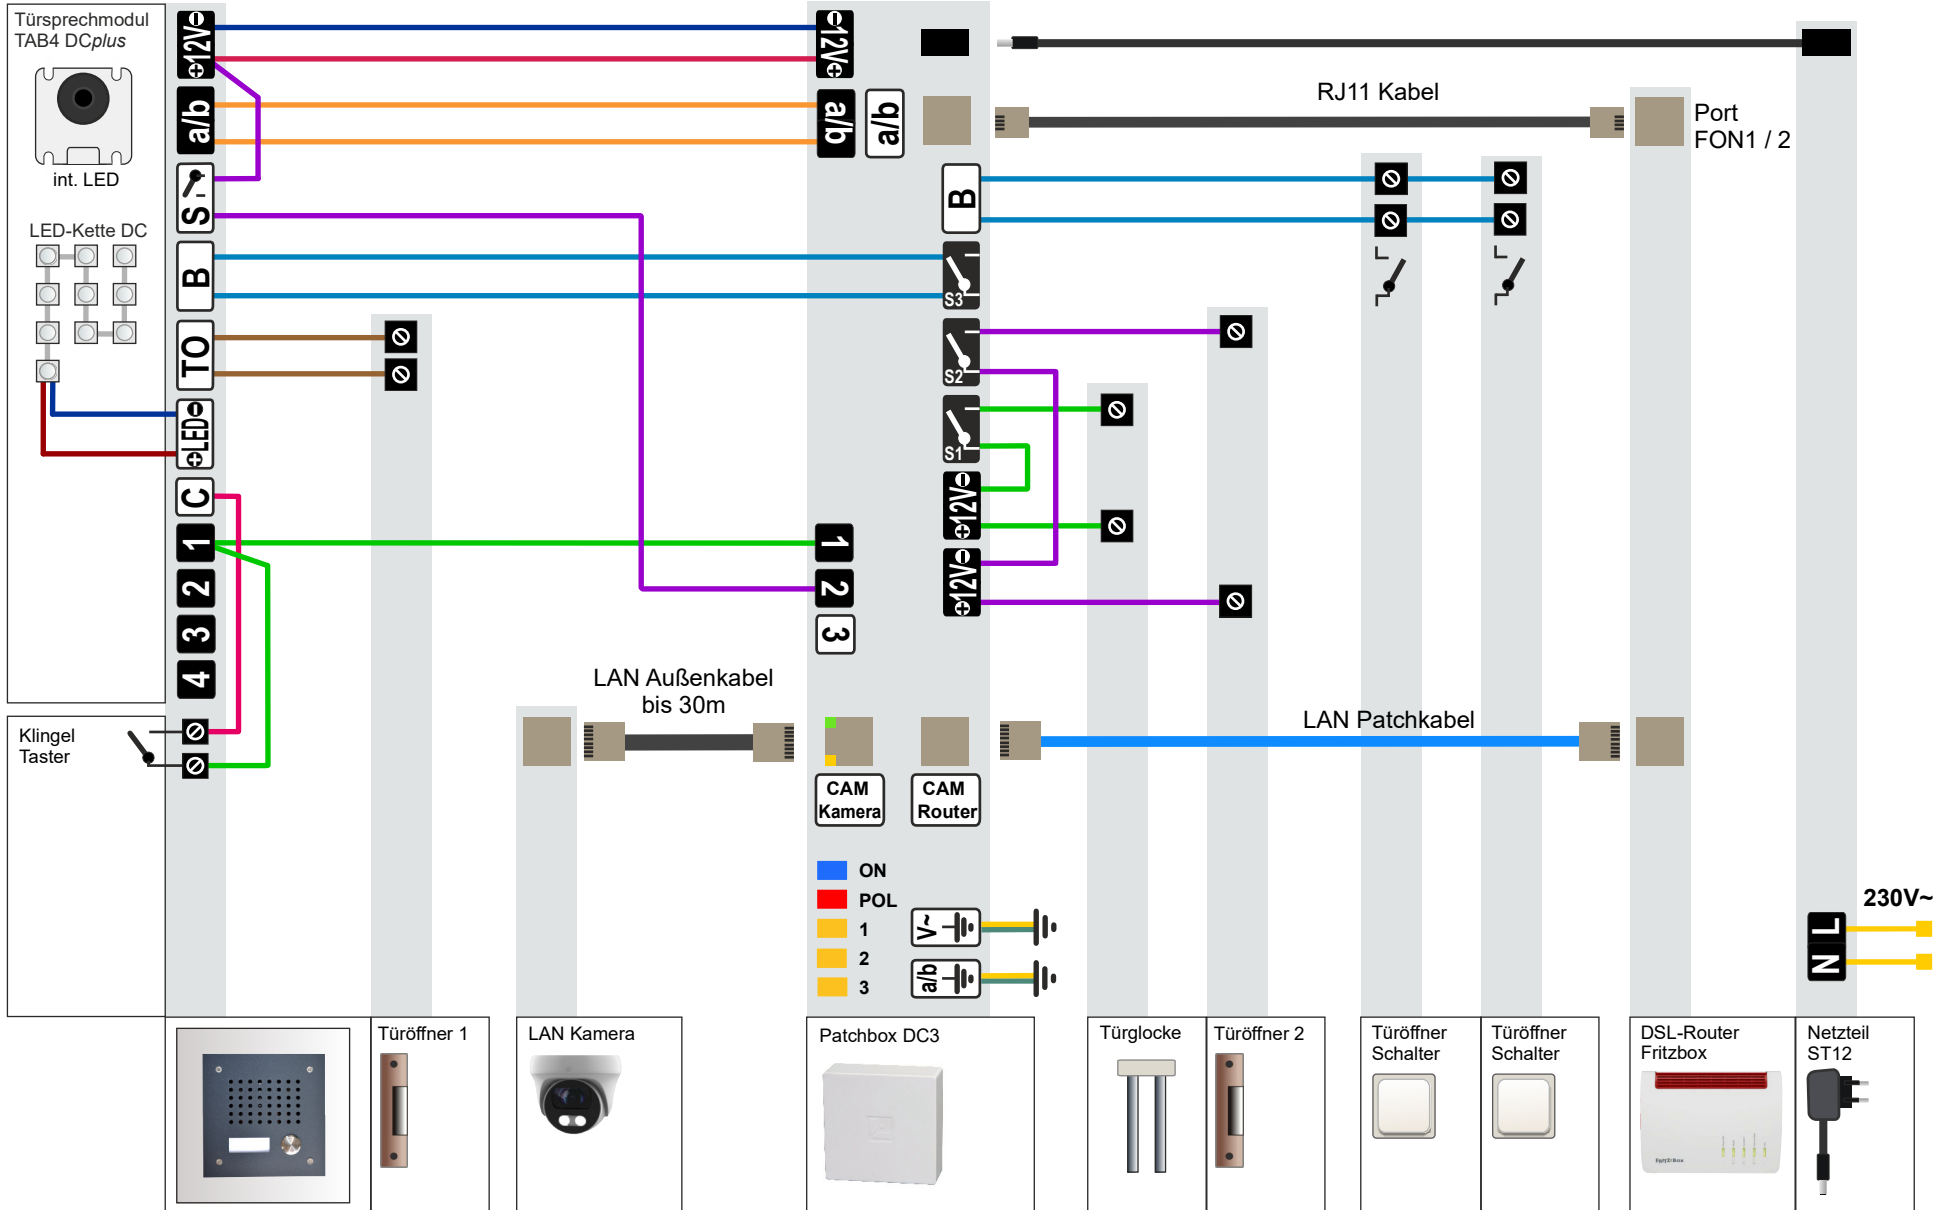 Türsprechmodul
TAB4 DCplus
int. LED
LED-Kette DC
Klingel
Taster
⊕12V⊖
a/b
S
B
TO
⊕LED⊖
C
1
2
3
4
⊖12V⊕
a/b
a/b
B
S3
S2
S1
⊕12V⊖
⊕12V⊖
1
2
3
RJ11 Kabel
Port
FON1 / 2
LAN Außenkabel
bis 30m
LAN Patchkabel
CAM
Kamera
CAM
Router
ON
POL
1
2
3
V~
a/b
230V~
L
N
Türöffner 1
LAN Kamera
Patchbox DC3
Türglocke
Türöffner 2
Türöffner
Schalter
Türöffner
Schalter
DSL-Router
Fritzbox
FRITZ!Box
Netzteil
ST12